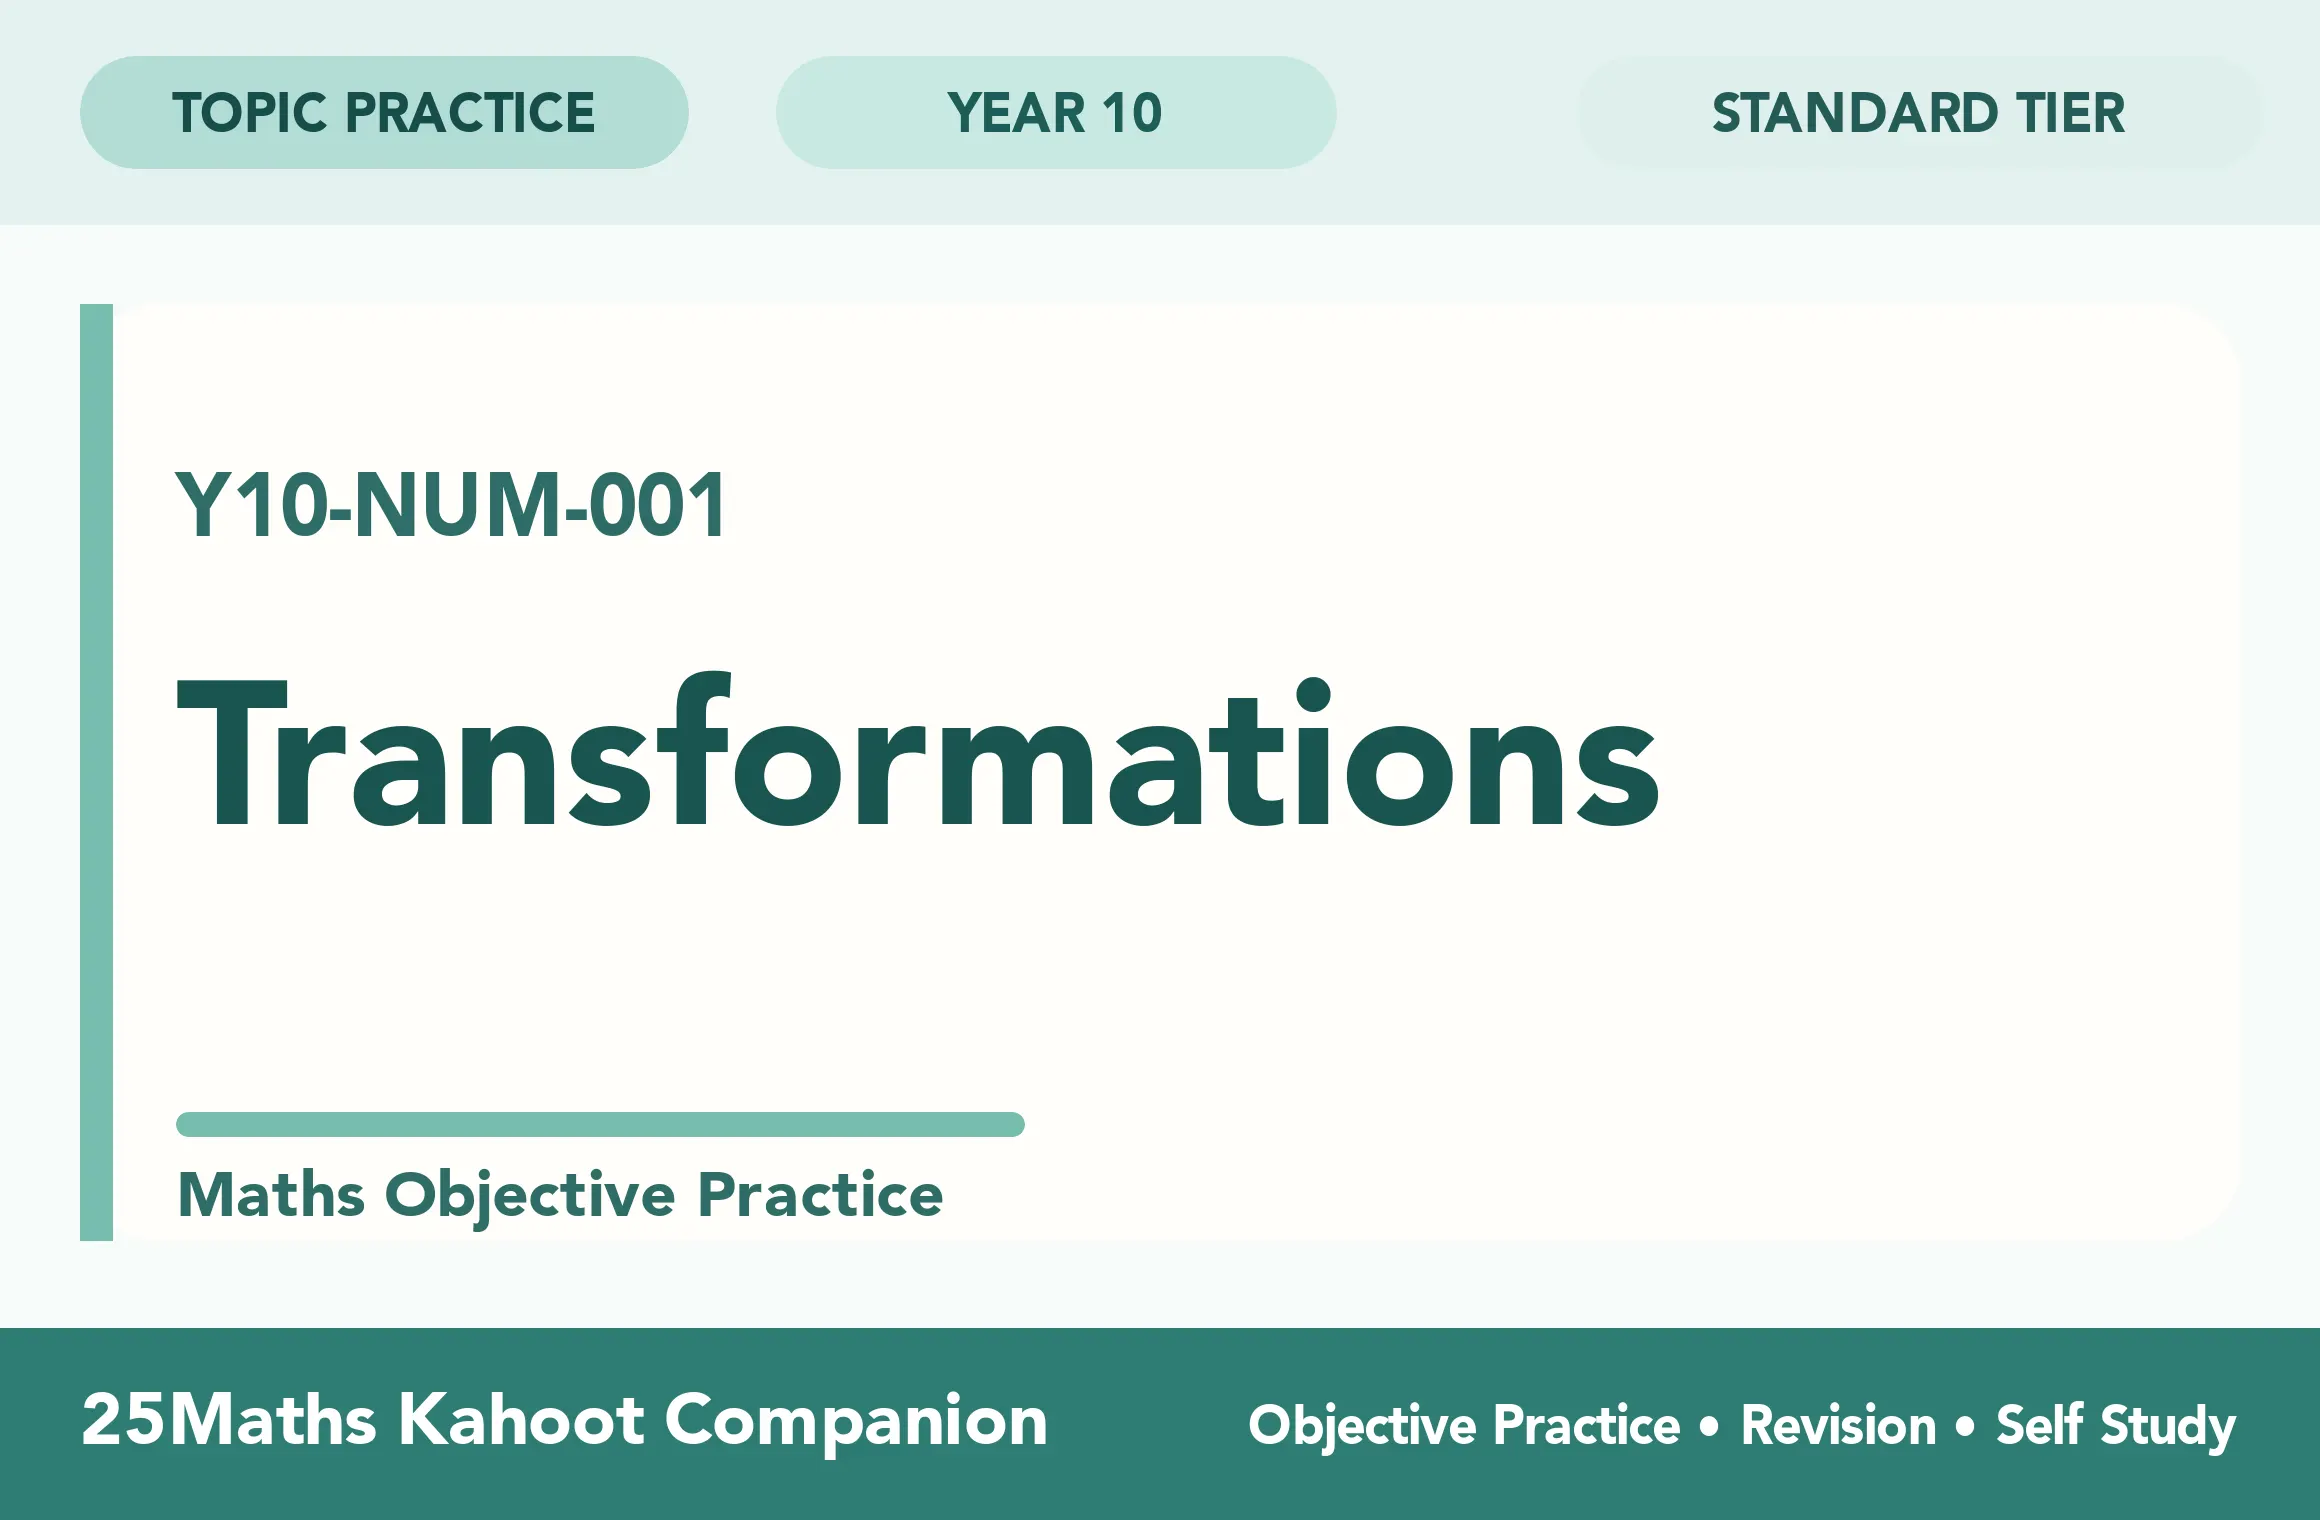 TOPIC PRACTICE
YEAR 10
STANDARD TIER
Y10-NUM-001
Transformations
Maths Objective Practice
25Maths Kahoot Companion
Objective Practice • Revision • Self Study